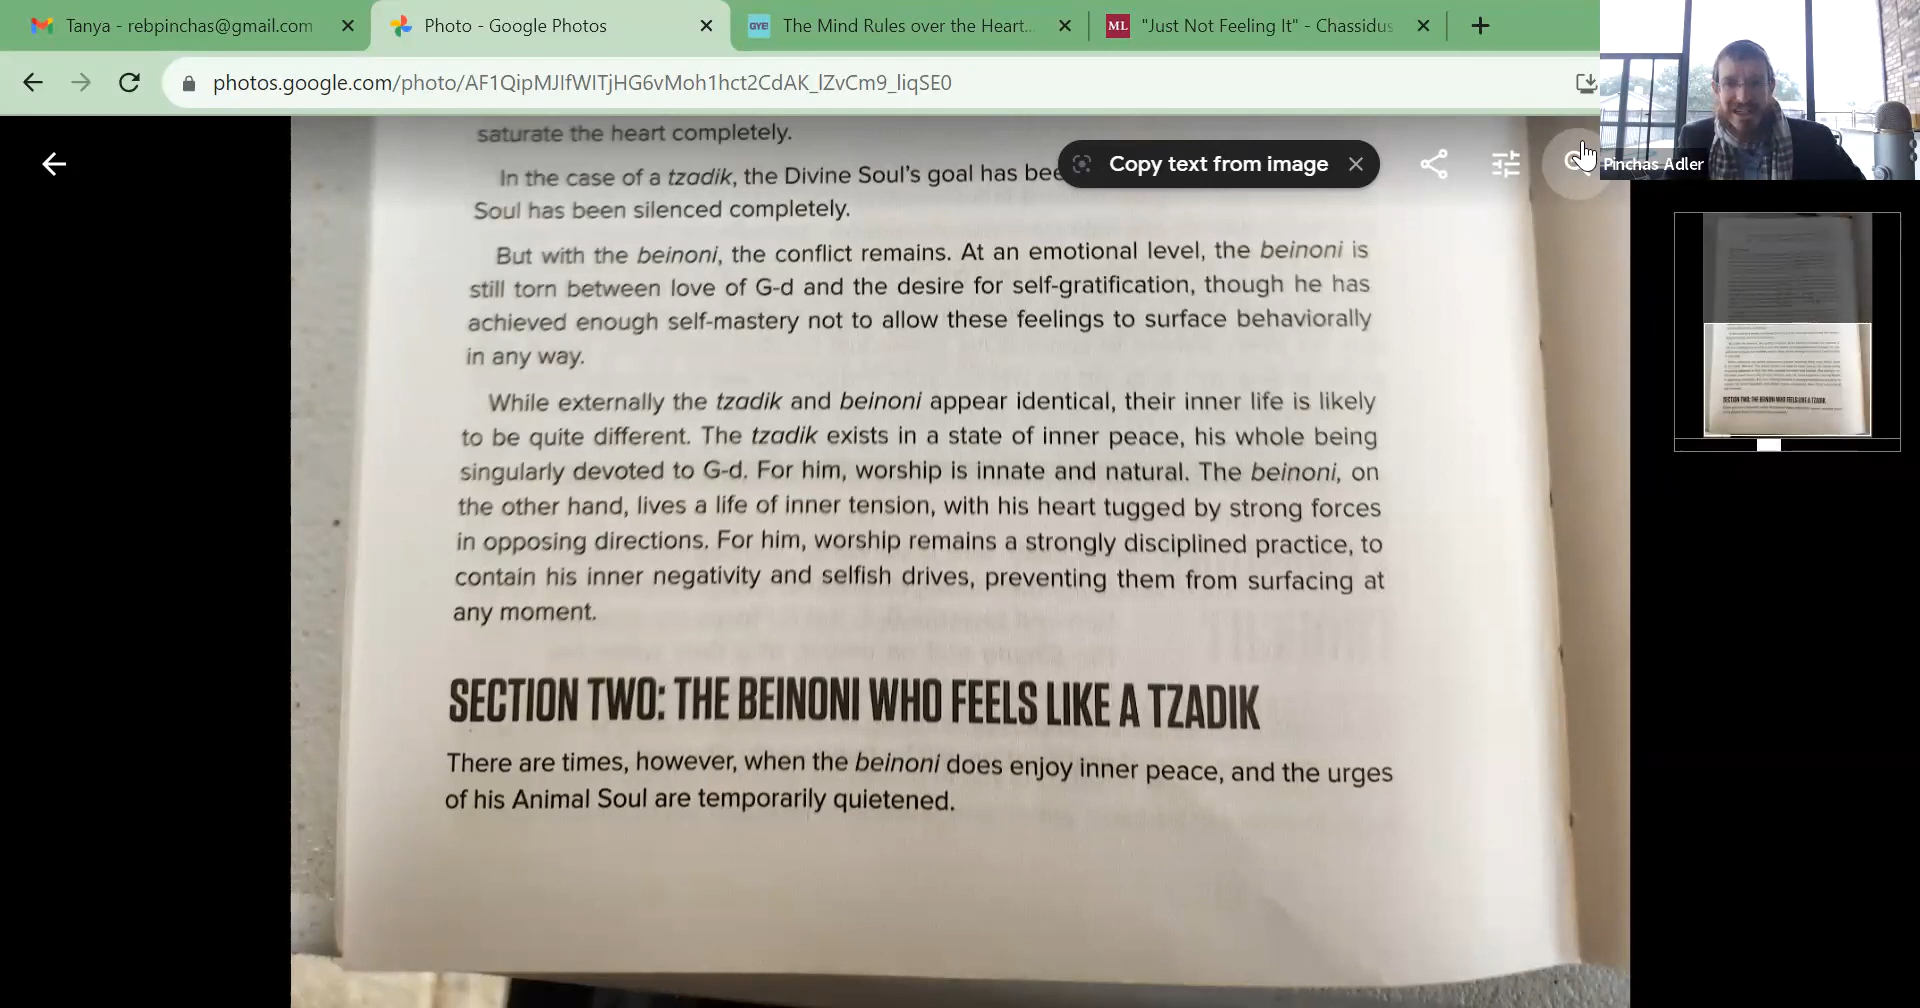 Tanya - rebpinchas@gmail.com
Photo - Google Photos
GYE The Mind Rules over the Heart...
ML "Just Not Feeling It" - Chassidus
photos.google.com/photo/AF1QipMJIfWITjHG6vMoh1hct2CdAK_lZvCm9_liqSE0
Copy text from image
Pinchas Adler
saturate the heart completely.
In the case of a tzadik, the Divine Soul's goal has bee
Soul has been silenced completely.
But with the beinoni, the conflict remains. At an emotional level, the beinoni is
still torn between love of G-d and the desire for self-gratification, though he has
achieved enough self-mastery not to allow these feelings to surface behaviorally
in any way.
While externally the tzadik and beinoni appear identical, their inner life is likely
to be quite different. The tzadik exists in a state of inner peace, his whole being
singularly devoted to G-d. For him, worship is innate and natural. The beinoni, on
the other hand, lives a life of inner tension, with his heart tugged by strong forces
in opposing directions. For him, worship remains a strongly disciplined practice, to
contain his inner negativity and selfish drives, preventing them from surfacing at
any moment.
SECTION TWO: THE BEINONI WHO FEELS LIKE A TZADIK
There are times, however, when the beinoni does enjoy inner peace, and the urges
of his Animal Soul are temporarily quietened.
SECTION TWO: THE BEINONI WHO FEELS LIKE A TZADIK